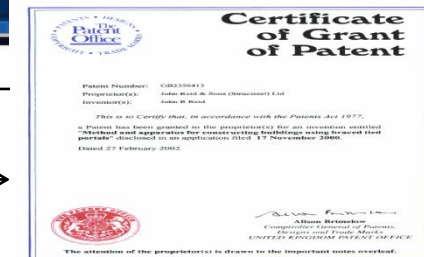 Certificate
of Grant
of Patent
DESIGNS
The
Patent
Office
COPYRIGHT
TRADE
Patent Number: GB2356413
Proprietor(s): John Reid & Sons (Structsteel) Ltd
Inventor(s): John R Reid
This is to Certify that, in accordance with the Patents Act 1977,
a Patent has been granted to the proprietor(s) for an invention entitled
"Method and apparatus for constructing buildings using braced tied
portals" disclosed in an application filed 17 November 2000.
Dated 27 February 2002
Alison Brimelow
Comptroller General of Patents,
Designs and Trade Marks
UNITED KINGDOM PATENT OFFICE
The attention of the proprietor(s) is drawn to the important notes overleaf.